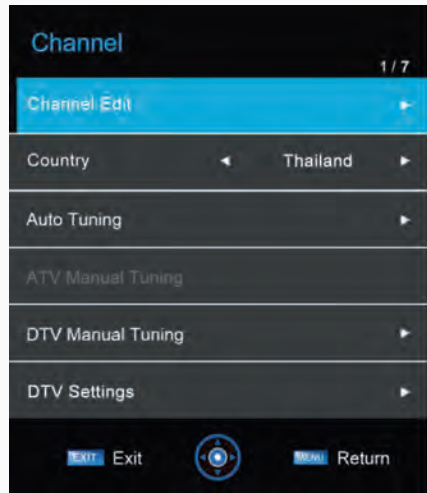 Channel
1/7
Channel Edit
Country Thailand
Auto Tuning
ATV Manual Tuning
DTV Manual Tuning
DTV Settings
EXIT Exit MENU Return